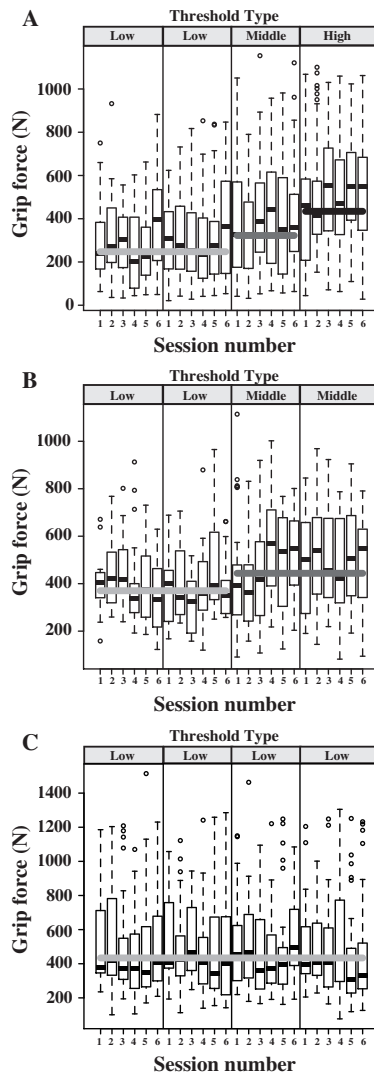 A
Threshold Type
Low Low Middle High
Grip force (N)
1000
800
600
400
200
0
1 2 3 4 5 6 1 2 3 4 5 6 1 2 3 4 5 6 1 2 3 4 5 6
Session number
B
Threshold Type
Low Low Middle Middle
Grip force (N)
1000
800
600
400
200
1 2 3 4 5 6 1 2 3 4 5 6 1 2 3 4 5 6 1 2 3 4 5 6
Session number
C
Threshold Type
Low Low Low Low
Grip force (N)
1400
1200
1000
800
600
400
200
1 2 3 4 5 6 1 2 3 4 5 6 1 2 3 4 5 6 1 2 3 4 5 6
Session number